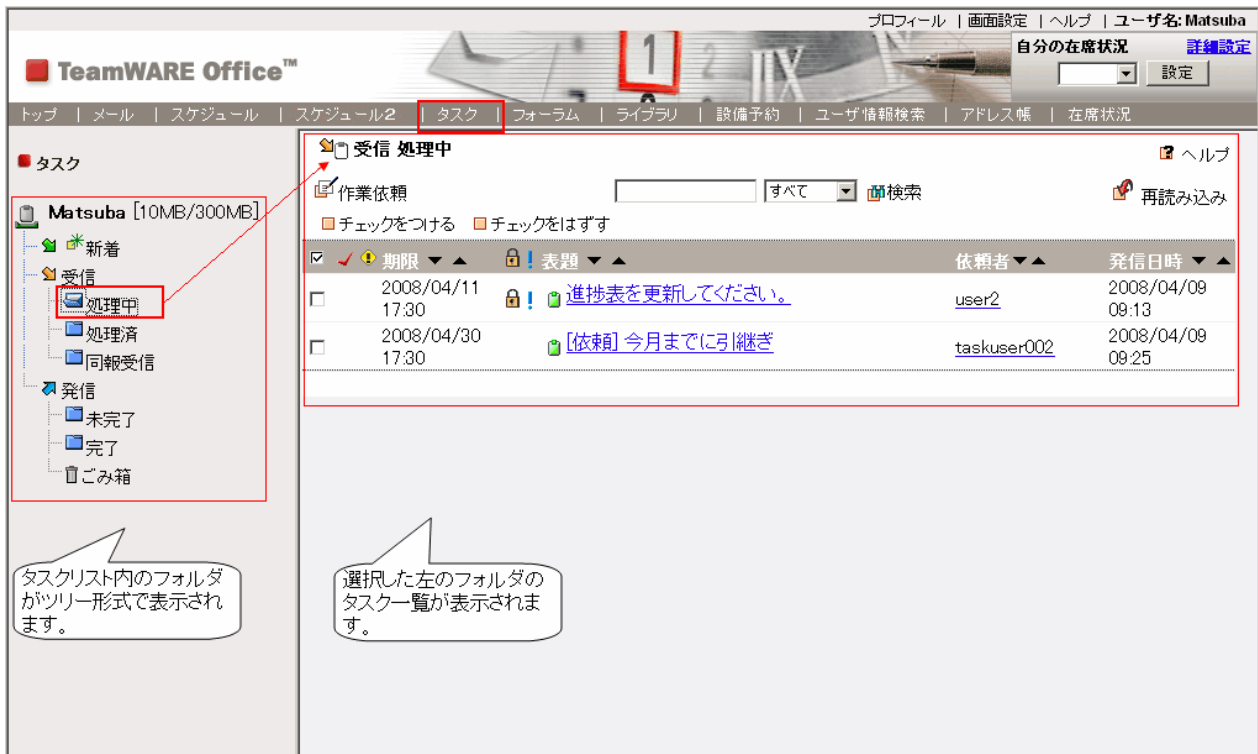 プロフィール | 画面設定 | ヘルプ | ユーザ名: Matsuba
TeamWARE Office™
自分の在席状況 詳細設定
設定
トップ | メール | スケジュール | スケジュール2 | タスク | フォーラム | ライブラリ | 設備予約 | ユーザ情報検索 | アドレス帳 | 在席状況
タスク
Matsuba [10MB/300MB]
新着
受信
処理中
処理済
同報受信
発信
未完了
完了
ごみ箱
受信 処理中 ヘルプ
作業依頼 すべて 検索 再読み込み
チェックをつける チェックをはずす
期限 ▼ ▲ 表題 ▼ ▲ 依頼者▼▲ 発信日時 ▼ ▲
2008/04/11 17:30 進捗表を更新してください。 user2 2008/04/09 09:13
2008/04/30 17:30 [依頼] 今月までに引継ぎ taskuser002 2008/04/09 09:25
タスクリスト内のフォルダ
がツリー形式で表示され
ます。
選択した左のフォルダの
タスク一覧が表示されま
す。